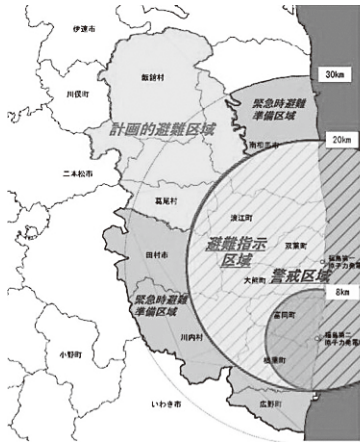 伊達市
川俣町
飯舘村
30km
緊急時避難
準備区域
計画的避難区域
南相馬市
20km
二本松市
葛尾村
浪江町
双葉町
避難指示
区域
田村市
福島第一
原子力発電
大熊町
警戒区域
8km
緊急時避難
準備区域
富岡町
川内村
福島第二
原子力発電
小野町
楢葉町
いわき市
広野町